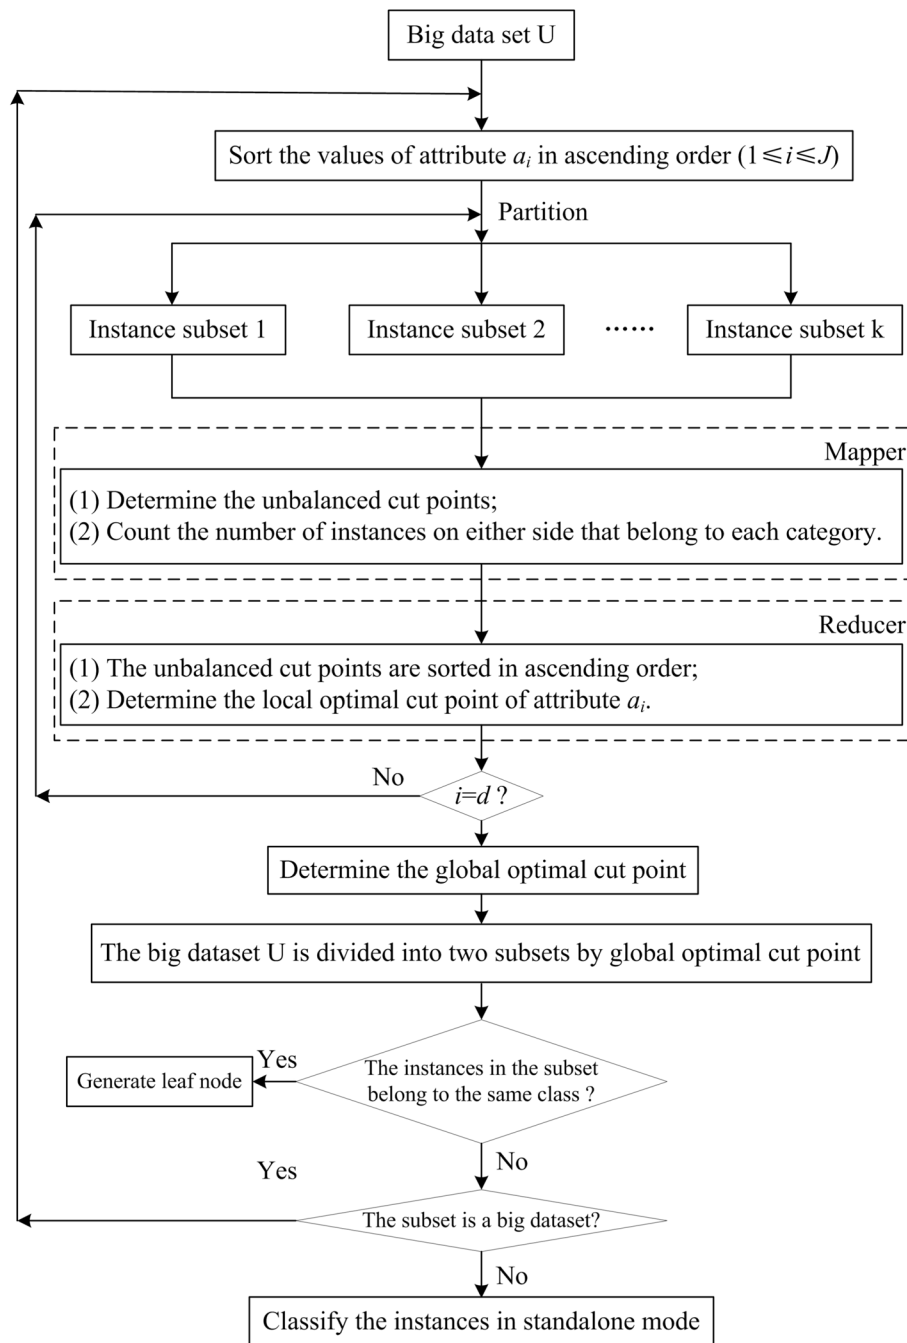 Big data set U
Sort the values of attribute aᵢ in ascending order (1≤i≤J)
Partition
Instance subset 1
Instance subset 2
······
Instance subset k
Mapper
(1) Determine the unbalanced cut points;
(2) Count the number of instances on either side that belong to each category.
Reducer
(1) The unbalanced cut points are sorted in ascending order;
(2) Determine the local optimal cut point of attribute aᵢ.
No
i=d ?
Determine the global optimal cut point
The big dataset U is divided into two subsets by global optimal cut point
Yes
The instances in the subset
belong to the same class ?
Generate leaf node
No
Yes
The subset is a big dataset?
No
Classify the instances in standalone mode